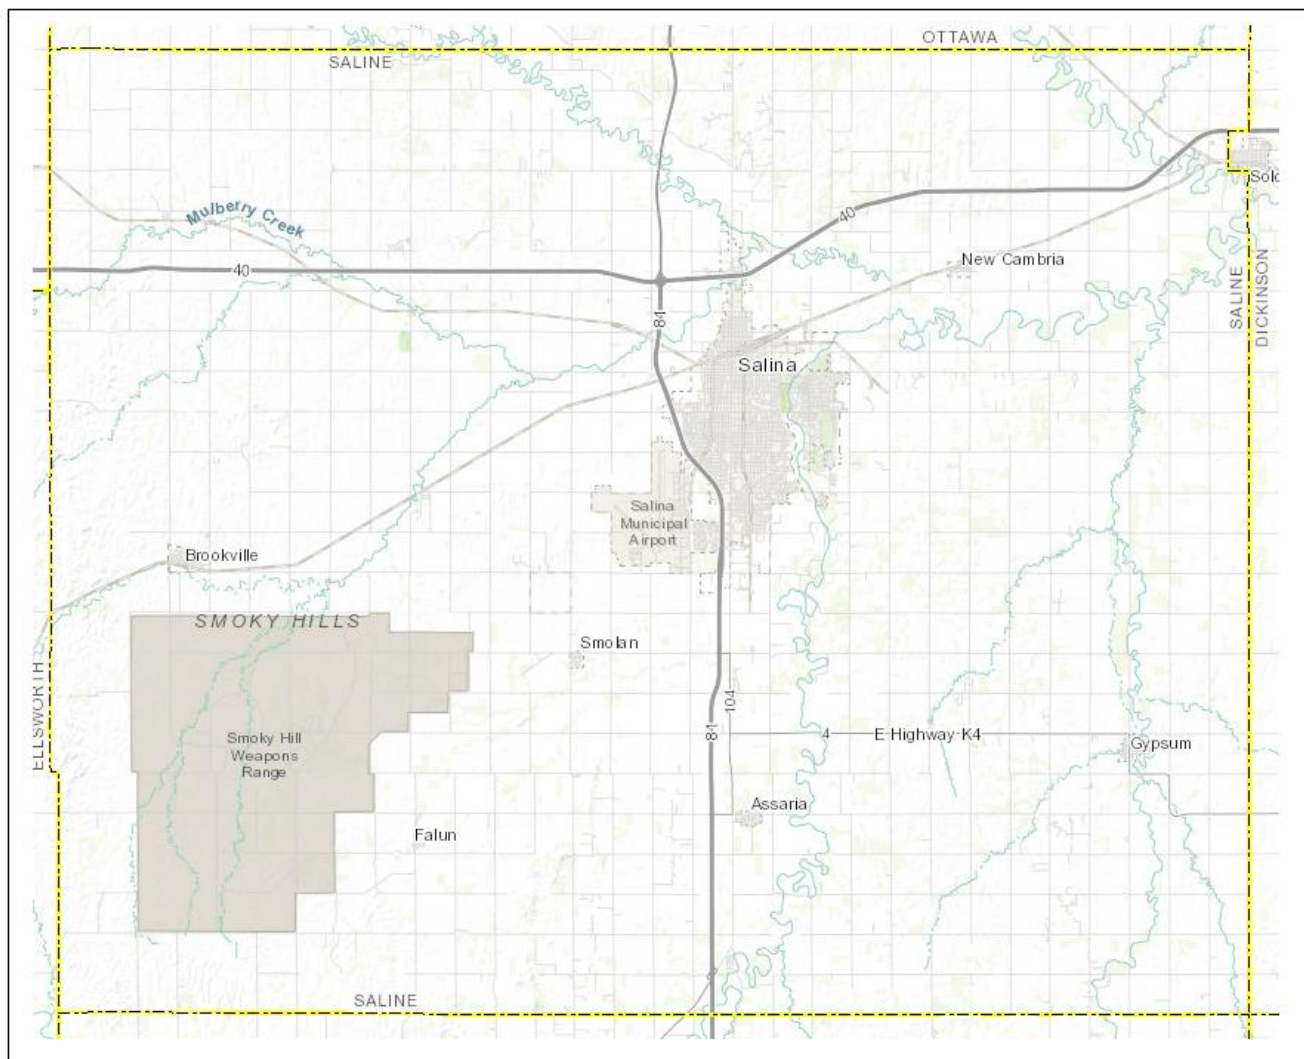 OTTAWA
SALINE
Solo
Mulberry Creek
40
40
New Cambria
SALINE
DICKINSON
81
Salina
Salina
Municipal
Airport
Brookville
SMOKY HILLS
Smolan
ELLSWORTH
104
81
4
E Highway K4
Smoky Hill
Weapons
Range
Gypsum
Assaria
Falun
SALINE